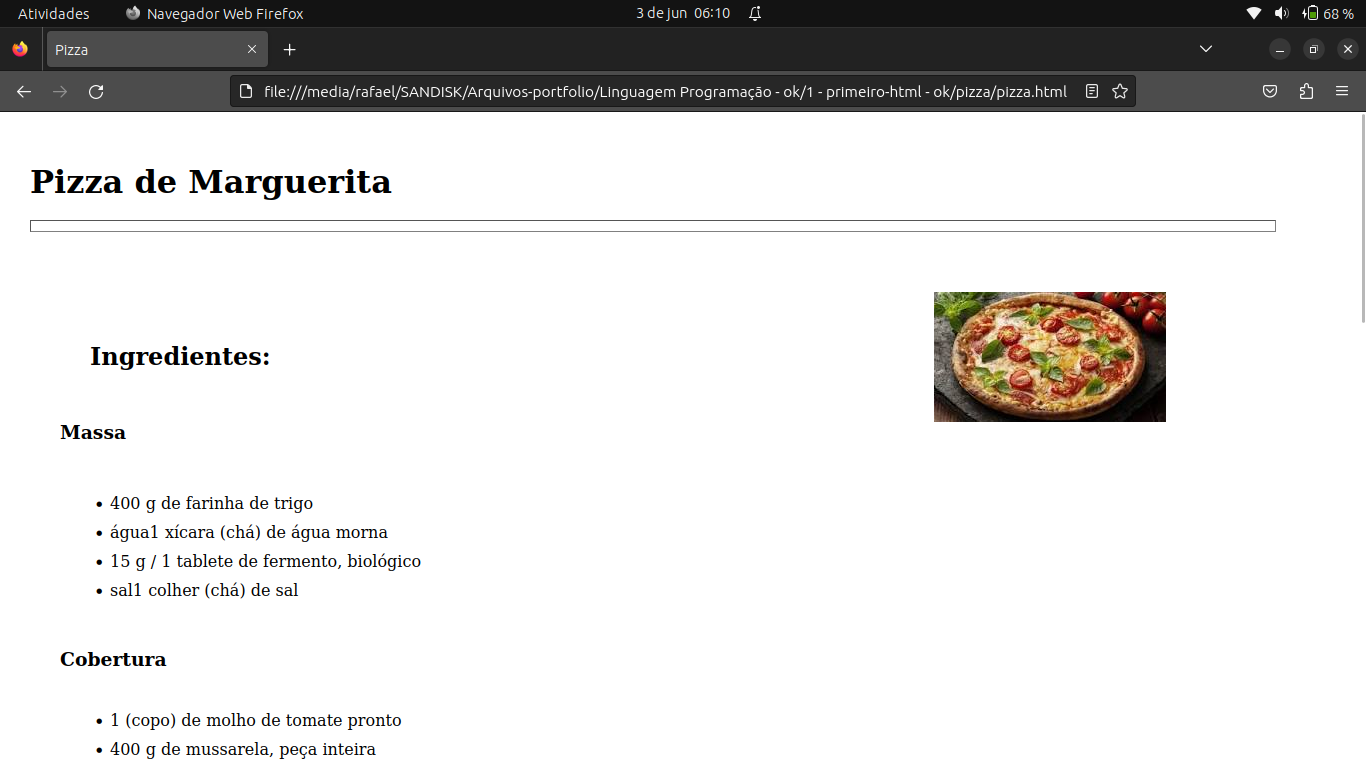 Atividades Navegador Web Firefox 3 de jun 06:10 68 %
Pizza
file:///media/rafael/SANDISK/Arquivos-portfolio/Linguagem Programação - ok/1 - primeiro-html - ok/pizza/pizza.html
Pizza de Marguerita
Ingredientes:
Massa
• 400 g de farinha de trigo
• água1 xícara (chá) de água morna
• 15 g / 1 tablete de fermento, biológico
• sal1 colher (chá) de sal
Cobertura
• 1 (copo) de molho de tomate pronto
• 400 g de mussarela, peça inteira